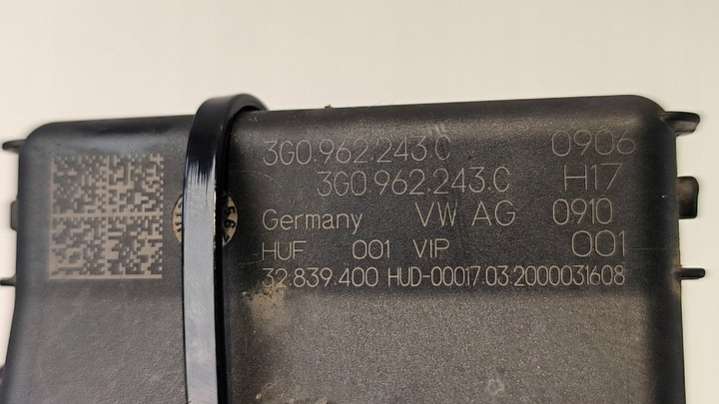 3G0.962.243.C 0906
3G0.962.243.C H17
Germany VW AG 0910
HUF 001 VIP 001
32.839.400 HUD-00017.03.2000031608